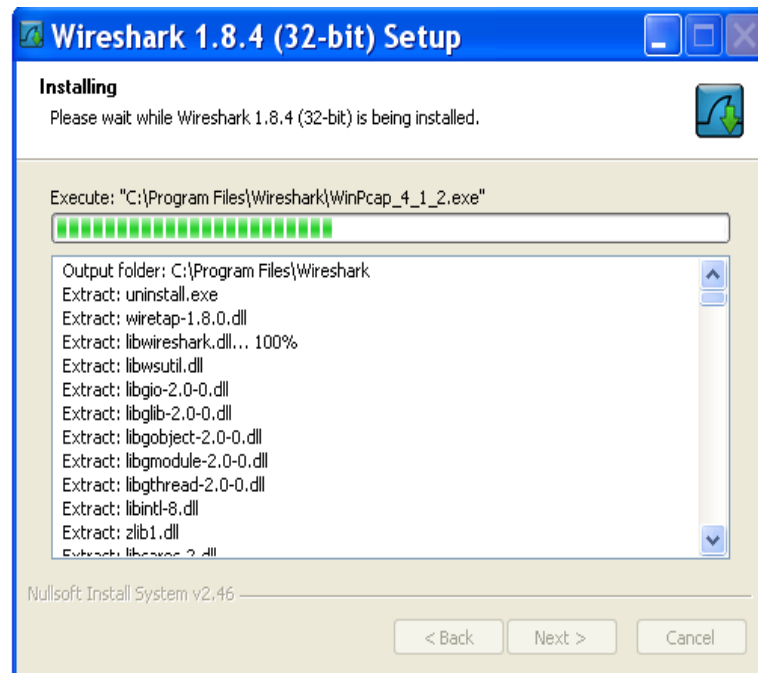 Wireshark 1.8.4 (32-bit) Setup
Installing
Please wait while Wireshark 1.8.4 (32-bit) is being installed.
Execute: "C:\Program Files\Wireshark\WinPcap_4_1_2.exe"
Output folder: C:\Program Files\Wireshark
Extract: uninstall.exe
Extract: wiretap-1.8.0.dll
Extract: libwireshark.dll... 100%
Extract: libwsutil.dll
Extract: libgio-2.0-0.dll
Extract: libglib-2.0-0.dll
Extract: libgobject-2.0-0.dll
Extract: libgmodule-2.0-0.dll
Extract: libgthread-2.0-0.dll
Extract: libintl-8.dll
Extract: zlib1.dll
Extract: libcares-2.dll
Nullsoft Install System v2.46
< Back
Next >
Cancel